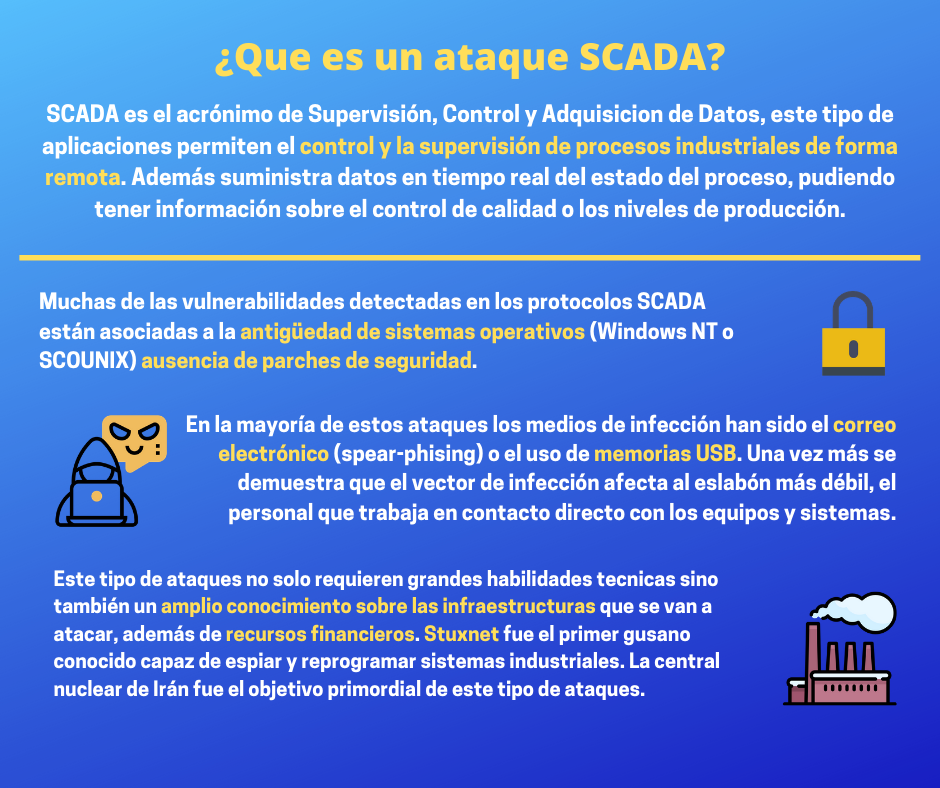 ¿Que es un ataque SCADA?
SCADA es el acrónimo de Supervisión, Control y Adquisicion de Datos, este tipo de
aplicaciones permiten el control y la supervisión de procesos industriales de forma
remota. Además suministra datos en tiempo real del estado del proceso, pudiendo
tener información sobre el control de calidad o los niveles de producción.
Muchas de las vulnerabilidades detectadas en los protocolos SCADA
están asociadas a la antigüedad de sistemas operativos (Windows NT o
SCOUNIX) ausencia de parches de seguridad.
En la mayoría de estos ataques los medios de infección han sido el correo
electrónico (spear-phising) o el uso de memorias USB. Una vez más se
demuestra que el vector de infección afecta al eslabón más débil, el
personal que trabaja en contacto directo con los equipos y sistemas.
Este tipo de ataques no solo requieren grandes habilidades tecnicas sino
también un amplio conocimiento sobre las infraestructuras que se van a
atacar, además de recursos financieros. Stuxnet fue el primer gusano
conocido capaz de espiar y reprogramar sistemas industriales. La central
nuclear de Irán fue el objetivo primordial de este tipo de ataques.